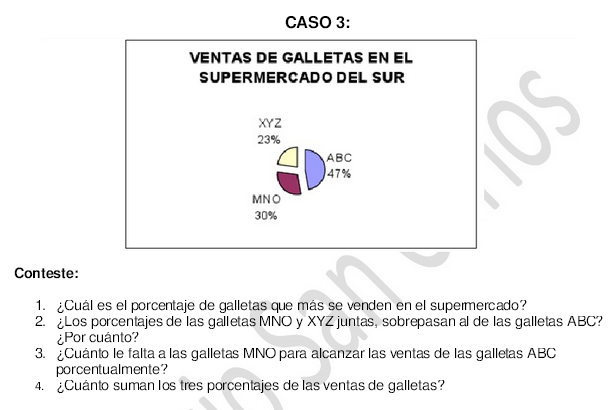 CASO 3:
VENTAS DE GALLETAS EN EL
SUPERMERCADO DEL SUR
XYZ
23%
ABC
47%
MNO
30%
Conteste:
1. ¿Cuál es el porcentaje de galletas que más se venden en el supermercado?
2. ¿Los porcentajes de las galletas MNO y XYZ juntas, sobrepasan al de las galletas ABC?
¿Por cuánto?
3. ¿Cuánto le falta a las galletas MNO para alcanzar las ventas de las galletas ABC
porcentualmente?
4. ¿Cuánto suman los tres porcentajes de las ventas de galletas?